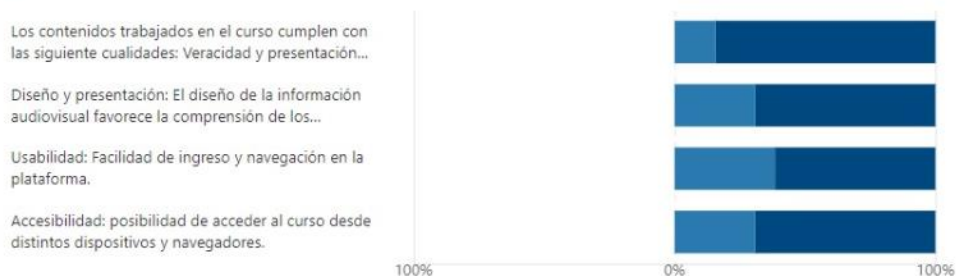 Los contenidos trabajados en el curso cumplen con
las siguiente cualidades: Veracidad y presentación...
Diseño y presentación: El diseño de la información
audiovisual favorece la comprensión de los...
Usabilidad: Facilidad de ingreso y navegación en la
plataforma.
Accesibilidad: posibilidad de acceder al curso desde
distintos dispositivos y navegadores.
100% 0% 100%